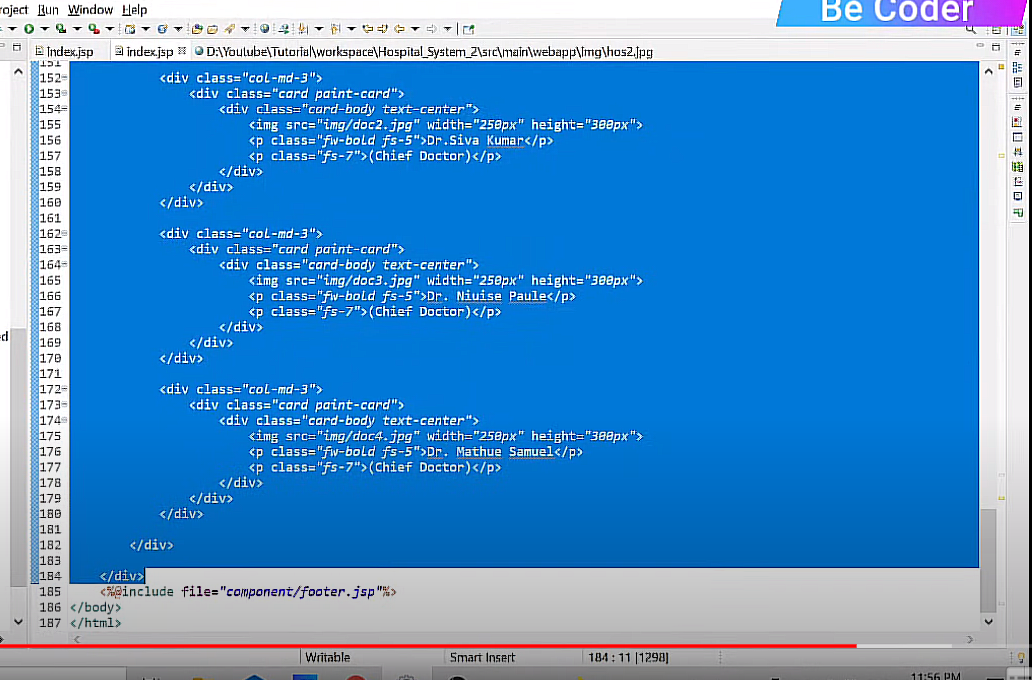 roject Run Window Help
Be Coder
index.jsp index.jsp D:\Youtube\Tutorial\workspace\Hospital_System_2\src\main\webapp\img\hos2.jpg
151
152 <div class="col-md-3">
153 <div class="card paint-card">
154 <div class="card-body text-center">
155 <img src="img/doc2.jpg" width="250px" height="300px">
156 <p class="fw-bold fs-5">Dr.Siva Kumar</p>
157 <p class="fs-7">(Chief Doctor)</p>
158 </div>
159 </div>
160 </div>
161
162 <div class="col-md-3">
163 <div class="card paint-card">
164 <div class="card-body text-center">
165 <img src="img/doc3.jpg" width="250px" height="300px">
166 <p class="fw-bold fs-5">Dr. Niuise Paule</p>
167 <p class="fs-7">(Chief Doctor)</p>
168 </div>
169 </div>
170 </div>
171
172 <div class="col-md-3">
173 <div class="card paint-card">
174 <div class="card-body text-center">
175 <img src="img/doc4.jpg" width="250px" height="300px">
176 <p class="fw-bold fs-5">Dr. Mathue Samuel</p>
177 <p class="fs-7">(Chief Doctor)</p>
178 </div>
179 </div>
180 </div>
181
182 </div>
183
184 </div>
185 <%@include file="component/footer.jsp"%>
186 </body>
187 </html>
ed
Writable Smart Insert 184 : 11 [1298]
11:56 PM